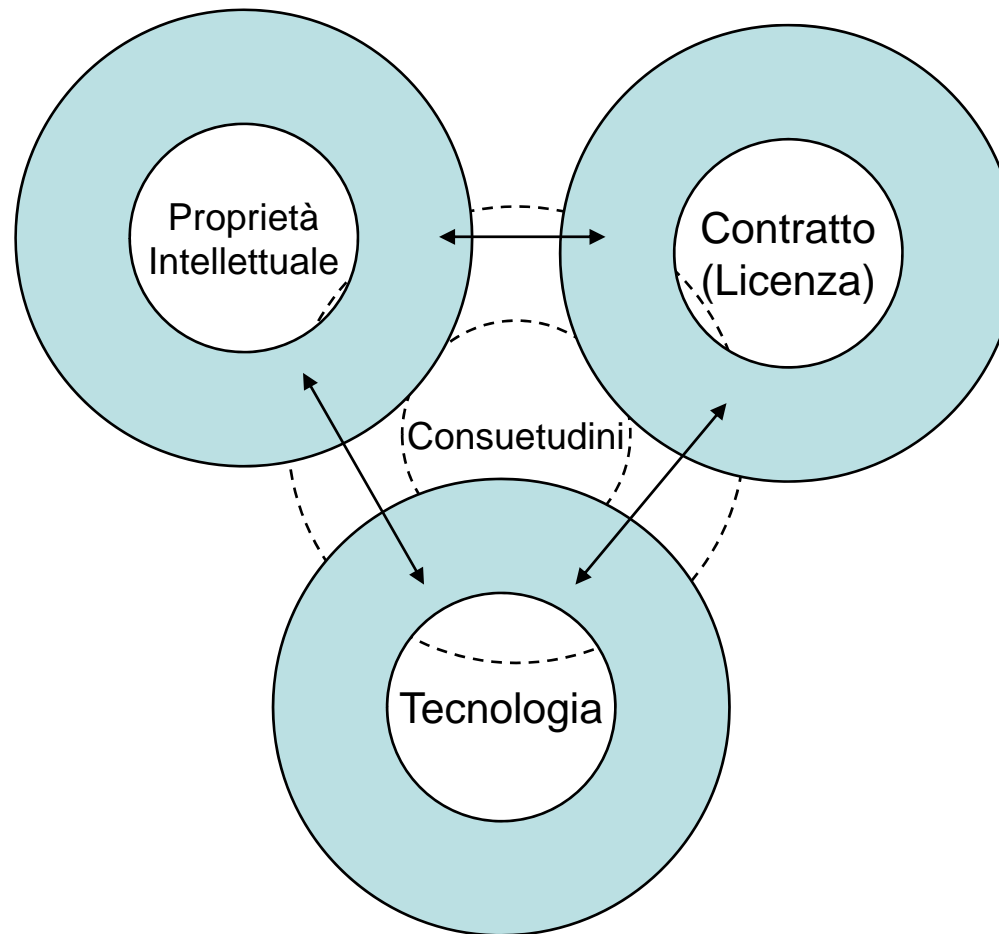 Proprietà
Intellettuale
Contratto
(Licenza)
Consuetudini
Tecnologia